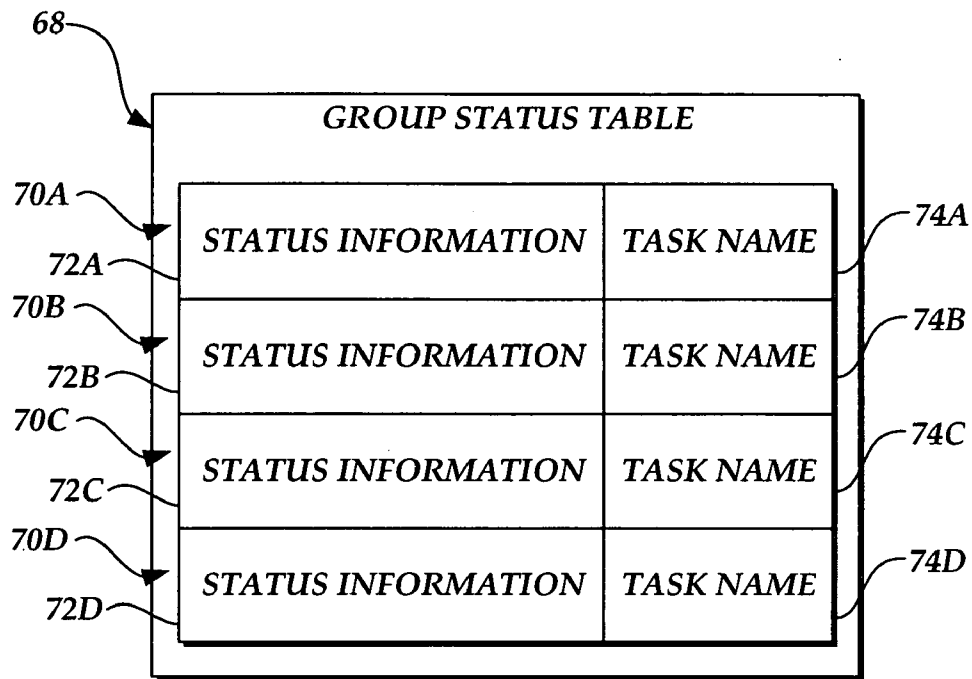 68
GROUP STATUS TABLE
70A
STATUS INFORMATION TASK NAME
74A
72A
70B
STATUS INFORMATION TASK NAME
74B
72B
70C
STATUS INFORMATION TASK NAME
74C
72C
70D
STATUS INFORMATION TASK NAME
74D
72D